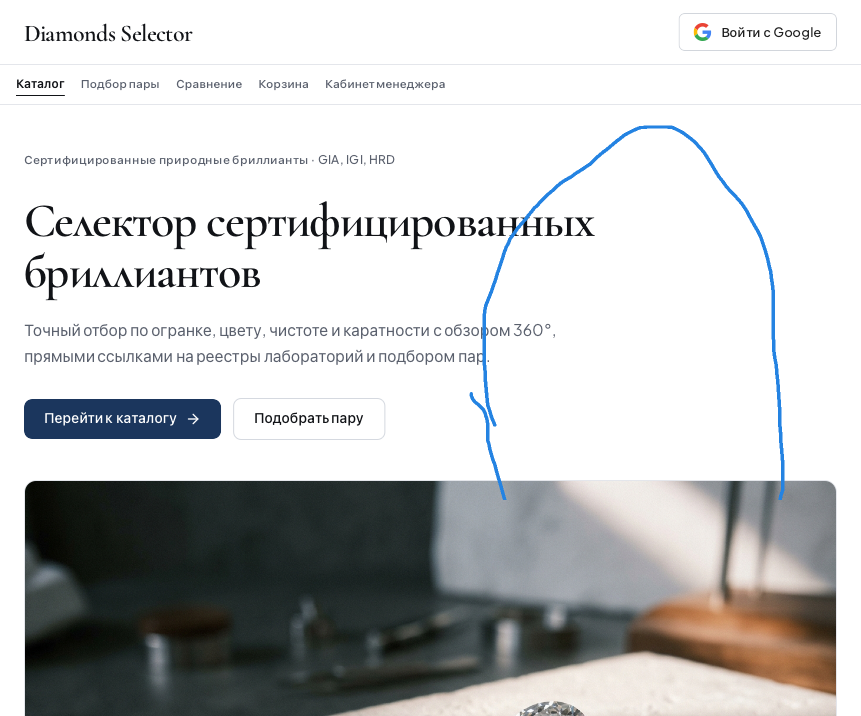 Diamonds Selector
Войти с Google
Каталог Подбор пары Сравнение Корзина Кабинет менеджера
Сертифицированные природные бриллианты · GIA, IGI, HRD
Селектор сертифицированных
бриллиантов
Точный отбор по огранке, цвету, чистоте и каратности с обзором 360°,
прямыми ссылками на реестры лабораторий и подбором пар.
Перейти к каталогу → Подобрать пару